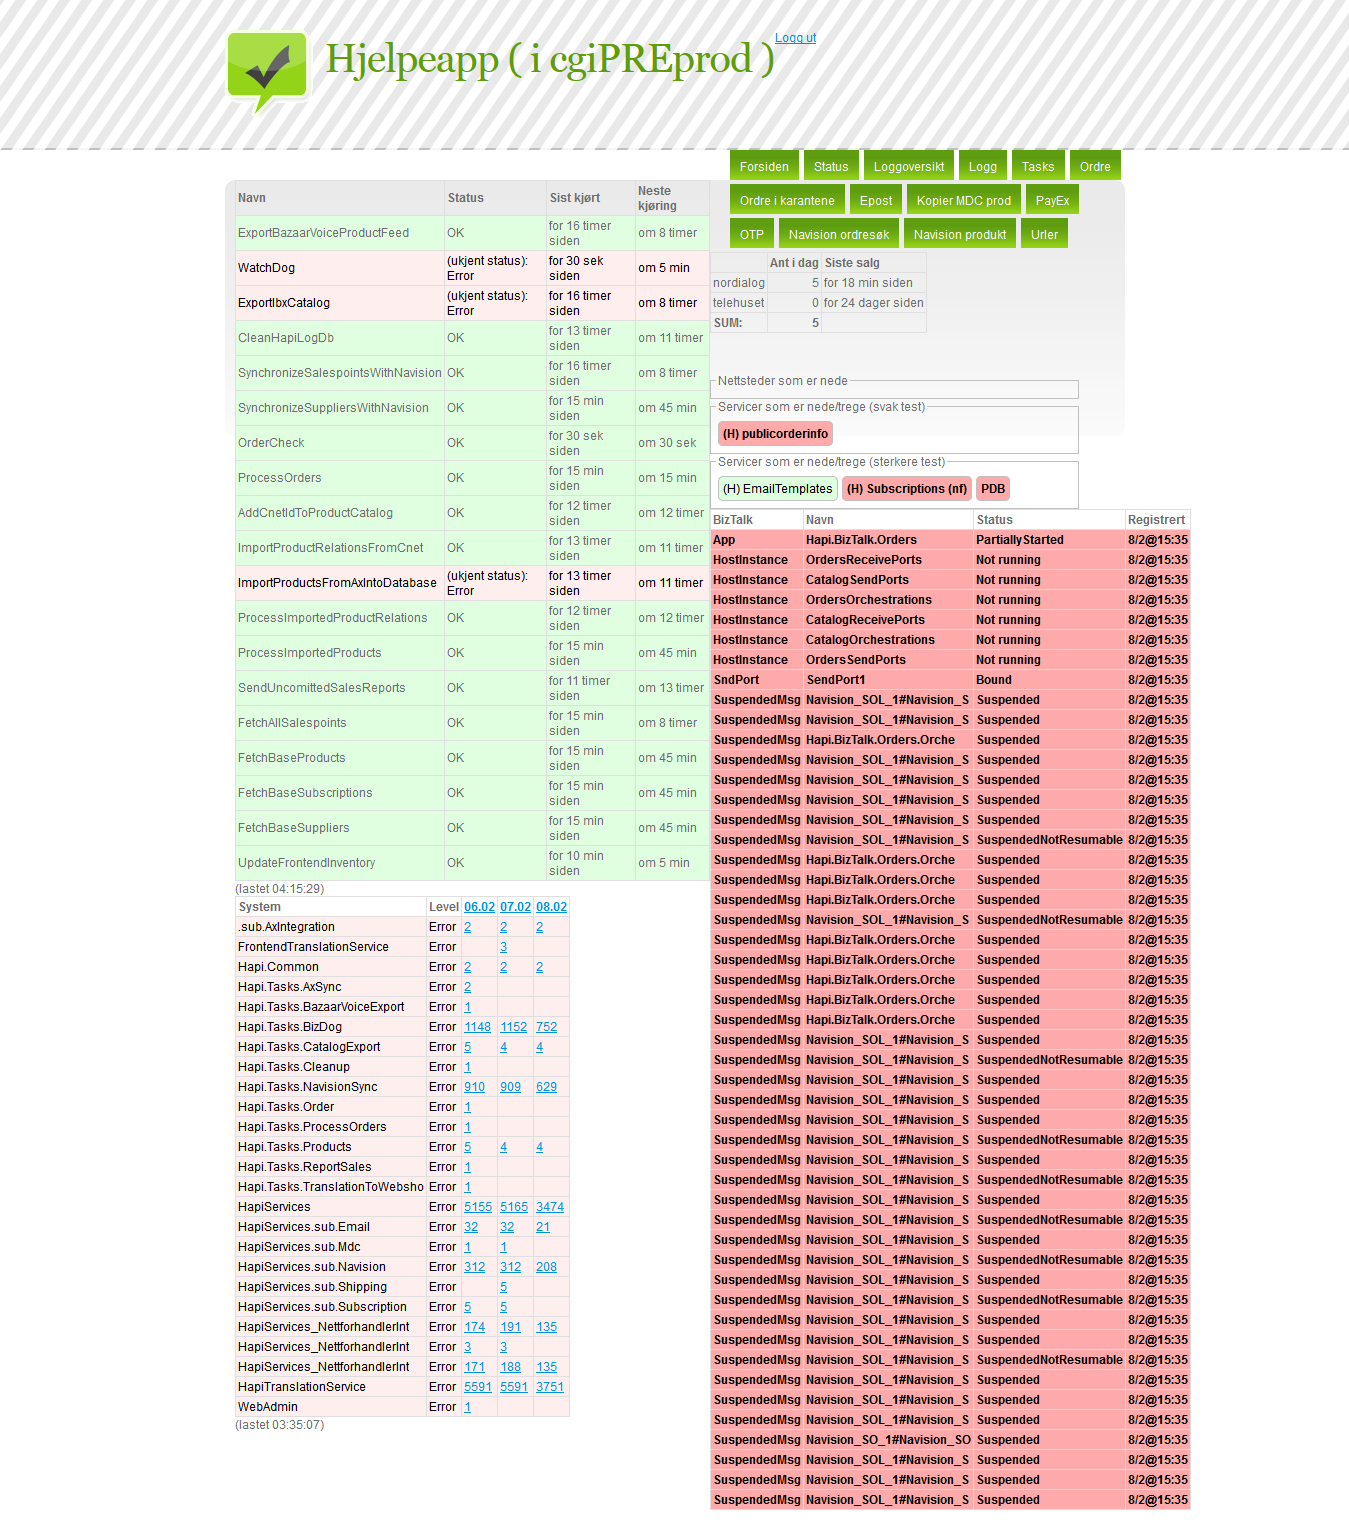 Hjelpeapp ( i cgiPREprod )
Logg ut
Forsiden Status Loggoversikt Logg Tasks Ordre
Ordre i karantene Epost Kopier MDC prod PayEx
OTP Navision ordresøk Navision produkt Urler
Navn Status Sist kjørt Neste kjøring
ExportBazaarVoiceProductFeed OK for 16 timer siden om 8 timer
WatchDog (ukjent status): Error for 30 sek siden om 5 min
ExportIbxCatalog (ukjent status): Error for 16 timer siden om 8 timer
CleanHapiLogDb OK for 13 timer siden om 11 timer
SynchronizeSalespointsWithNavision OK for 16 timer siden om 8 timer
SynchronizeSuppliersWithNavision OK for 15 min siden om 45 min
OrderCheck OK for 30 sek siden om 30 sek
ProcessOrders OK for 15 min siden om 15 min
AddCnetIdToProductCatalog OK for 12 timer siden om 12 timer
ImportProductRelationsFromCnet OK for 13 timer siden om 11 timer
ImportProductsFromAxIntoDatabase (ukjent status): Error for 13 timer siden om 11 timer
ProcessImportedProductRelations OK for 12 timer siden om 12 timer
ProcessImportedProducts OK for 15 min siden om 45 min
SendUncomittedSalesReports OK for 11 timer siden om 13 timer
FetchAllSalespoints OK for 15 min siden om 8 timer
FetchBaseProducts OK for 15 min siden om 45 min
FetchBaseSubscriptions OK for 15 min siden om 45 min
FetchBaseSuppliers OK for 15 min siden om 45 min
UpdateFrontendInventory OK for 10 min siden om 5 min
(lastet 04:15:29)
System Level 06.02 07.02 08.02
.sub.AxIntegration Error 2 2 2
FrontendTranslationService Error 3
Hapi.Common Error 2 2 2
Hapi.Tasks.AxSync Error 2
Hapi.Tasks.BazaarVoiceExport Error 1
Hapi.Tasks.BizDog Error 1148 1152 752
Hapi.Tasks.CatalogExport Error 5 4 4
Hapi.Tasks.Cleanup Error 1
Hapi.Tasks.NavisionSync Error 910 909 629
Hapi.Tasks.Order Error 1
Hapi.Tasks.ProcessOrders Error 1
Hapi.Tasks.Products Error 5 4 4
Hapi.Tasks.ReportSales Error 1
Hapi.Tasks.TranslationToWebsho Error 1
HapiServices Error 5155 5165 3474
HapiServices.sub.Email Error 32 32 21
HapiServices.sub.Mdc Error 1 1
HapiServices.sub.Navision Error 312 312 208
HapiServices.sub.Shipping Error 5
HapiServices.sub.Subscription Error 5 5
HapiServices_NettforhandlerInt Error 174 191 135
HapiServices_NettforhandlerInt Error 3 3
HapiServices_NettforhandlerInt Error 171 188 135
HapiTranslationService Error 5591 5591 3751
WebAdmin Error 1
(lastet 03:35:07)
Ant i dag Siste salg
nordialog 5 for 18 min siden
telehuset 0 for 24 dager siden
SUM: 5
Nettsteder som er nede
Servicer som er nede/trege (svak test)
(H) publicorderinfo
Servicer som er nede/trege (sterkere test)
(H) EmailTemplates (H) Subscriptions (nf) PDB
BizTalk Navn Status Registrert
App Hapi.BizTalk.Orders PartiallyStarted 8/2@15:35
HostInstance OrdersReceivePorts Not running 8/2@15:35
HostInstance CatalogSendPorts Not running 8/2@15:35
HostInstance OrdersOrchestrations Not running 8/2@15:35
HostInstance CatalogReceivePorts Not running 8/2@15:35
HostInstance CatalogOrchestrations Not running 8/2@15:35
HostInstance OrdersSendPorts Not running 8/2@15:35
SndPort SendPort1 Bound 8/2@15:35
SuspendedMsg Navision_SOL_1#Navision_S Suspended 8/2@15:35
SuspendedMsg Navision_SOL_1#Navision_S Suspended 8/2@15:35
SuspendedMsg Hapi.BizTalk.Orders.Orche Suspended 8/2@15:35
SuspendedMsg Navision_SOL_1#Navision_S Suspended 8/2@15:35
SuspendedMsg Navision_SOL_1#Navision_S Suspended 8/2@15:35
SuspendedMsg Navision_SOL_1#Navision_S Suspended 8/2@15:35
SuspendedMsg Navision_SOL_1#Navision_S Suspended 8/2@15:35
SuspendedMsg Navision_SOL_1#Navision_S SuspendedNotResumable 8/2@15:35
SuspendedMsg Hapi.BizTalk.Orders.Orche Suspended 8/2@15:35
SuspendedMsg Hapi.BizTalk.Orders.Orche Suspended 8/2@15:35
SuspendedMsg Hapi.BizTalk.Orders.Orche Suspended 8/2@15:35
SuspendedMsg Navision_SOL_1#Navision_S SuspendedNotResumable 8/2@15:35
SuspendedMsg Hapi.BizTalk.Orders.Orche Suspended 8/2@15:35
SuspendedMsg Hapi.BizTalk.Orders.Orche Suspended 8/2@15:35
SuspendedMsg Hapi.BizTalk.Orders.Orche Suspended 8/2@15:35
SuspendedMsg Hapi.BizTalk.Orders.Orche Suspended 8/2@15:35
SuspendedMsg Hapi.BizTalk.Orders.Orche Suspended 8/2@15:35
SuspendedMsg Navision_SOL_1#Navision_S Suspended 8/2@15:35
SuspendedMsg Navision_SOL_1#Navision_S SuspendedNotResumable 8/2@15:35
SuspendedMsg Navision_SOL_1#Navision_S Suspended 8/2@15:35
SuspendedMsg Navision_SOL_1#Navision_S Suspended 8/2@15:35
SuspendedMsg Navision_SOL_1#Navision_S Suspended 8/2@15:35
SuspendedMsg Navision_SOL_1#Navision_S SuspendedNotResumable 8/2@15:35
SuspendedMsg Navision_SOL_1#Navision_S Suspended 8/2@15:35
SuspendedMsg Navision_SOL_1#Navision_S SuspendedNotResumable 8/2@15:35
SuspendedMsg Navision_SOL_1#Navision_S Suspended 8/2@15:35
SuspendedMsg Navision_SOL_1#Navision_S SuspendedNotResumable 8/2@15:35
SuspendedMsg Navision_SOL_1#Navision_S Suspended 8/2@15:35
SuspendedMsg Navision_SOL_1#Navision_S SuspendedNotResumable 8/2@15:35
SuspendedMsg Navision_SOL_1#Navision_S Suspended 8/2@15:35
SuspendedMsg Navision_SOL_1#Navision_S SuspendedNotResumable 8/2@15:35
SuspendedMsg Navision_SOL_1#Navision_S Suspended 8/2@15:35
SuspendedMsg Navision_SOL_1#Navision_S Suspended 8/2@15:35
SuspendedMsg Navision_SOL_1#Navision_S SuspendedNotResumable 8/2@15:35
SuspendedMsg Navision_SOL_1#Navision_S Suspended 8/2@15:35
SuspendedMsg Navision_SOL_1#Navision_S Suspended 8/2@15:35
SuspendedMsg Navision_SOL_1#Navision_S Suspended 8/2@15:35
SuspendedMsg Navision_SO_1#Navision_SO Suspended 8/2@15:35
SuspendedMsg Navision_SOL_1#Navision_S Suspended 8/2@15:35
SuspendedMsg Navision_SOL_1#Navision_S Suspended 8/2@15:35
SuspendedMsg Navision_SOL_1#Navision_S Suspended 8/2@15:35